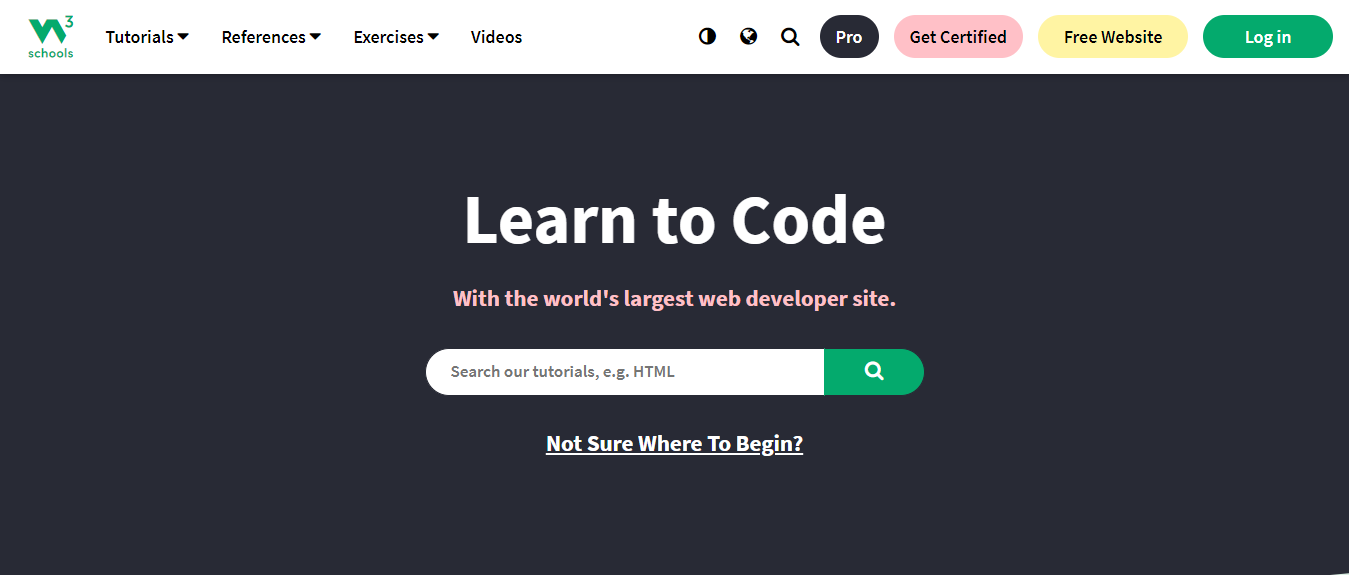 w3
schools
Tutorials References Exercises Videos Pro Get Certified Free Website Log in
Learn to Code
With the world's largest web developer site.
Search our tutorials, e.g. HTML
Not Sure Where To Begin?